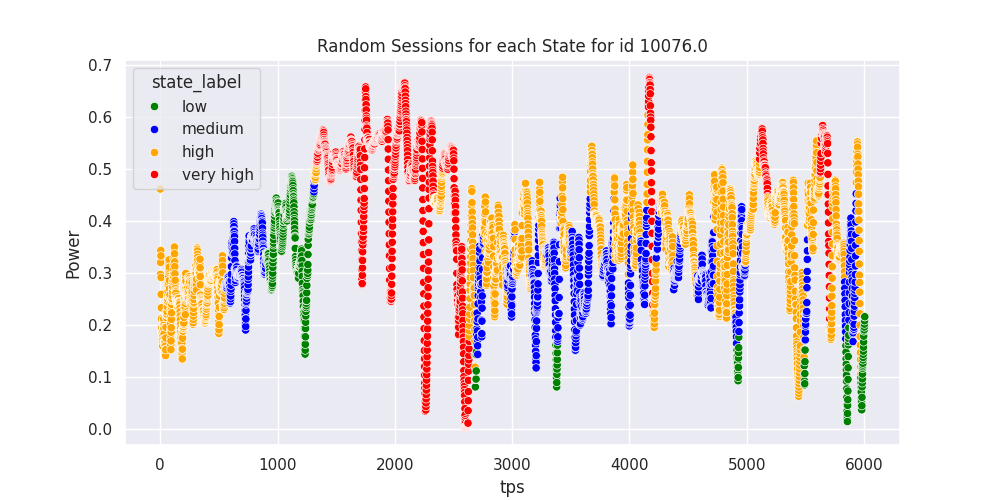 Random Sessions for each State for id 10076.0
0.7
0.6
0.5
0.4
0.3
0.2
0.1
0.0
Power
state_label
low
medium
high
very high
0
1000
2000
3000
4000
5000
6000
tps